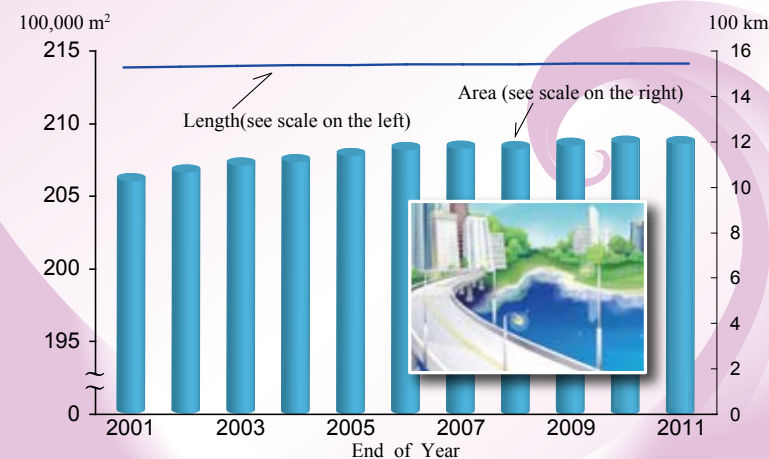 100,000 m² 100 km
215 16
14
Length(see scale on the left) Area (see scale on the right)
210 12
205 10
200 8
6
195 4
2
0 0
2001 2003 2005 2007 2009 2011
End of Year